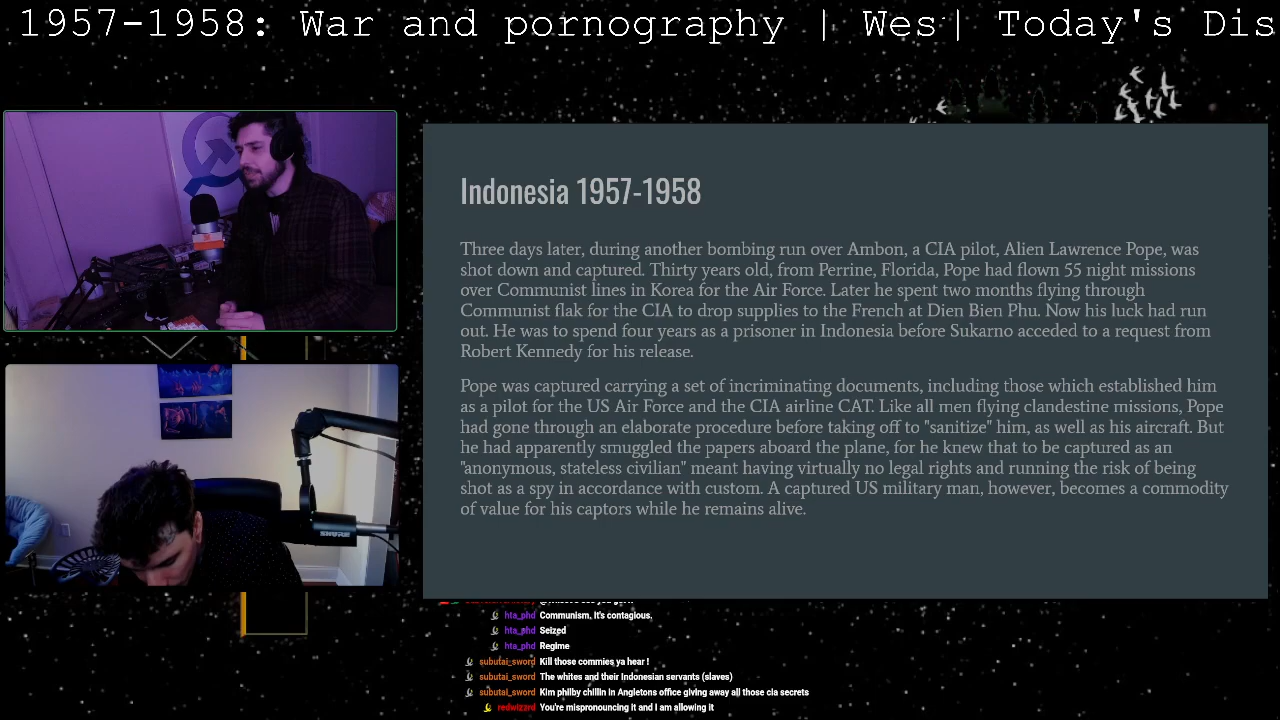 1957-1958: War and pornography | Wes | Today's Dis
Indonesia 1957-1958
Three days later, during another bombing run over Ambon, a CIA pilot, Alien Lawrence Pope, was
shot down and captured. Thirty years old, from Perrine, Florida, Pope had flown 55 night missions
over Communist lines in Korea for the Air Force. Later he spent two months flying through
Communist flak for the CIA to drop supplies to the French at Dien Bien Phu. Now his luck had run
out. He was to spend four years as a prisoner in Indonesia before Sukarno acceded to a request from
Robert Kennedy for his release.
Pope was captured carrying a set of incriminating documents, including those which established him
as a pilot for the US Air Force and the CIA airline CAT. Like all men flying clandestine missions, Pope
had gone through an elaborate procedure before taking off to "sanitize" him, as well as his aircraft. But
he had apparently smuggled the papers aboard the plane, for he knew that to be captured as an
"anonymous, stateless civilian" meant having virtually no legal rights and running the risk of being
shot as a spy in accordance with custom. A captured US military man, however, becomes a commodity
of value for his captors while he remains alive.
SHURE
hta_phd Communism, it's contagious.
hta_phd Seized
hta_phd Regime
subutai_sword Kill those commies ya hear !
subutai_sword The whites and their Indonesian servants (slaves)
subutai_sword Kim philby chillin in Angletons office giving away all those cia secrets
redwizzrd You're mispronouncing it and I am allowing it